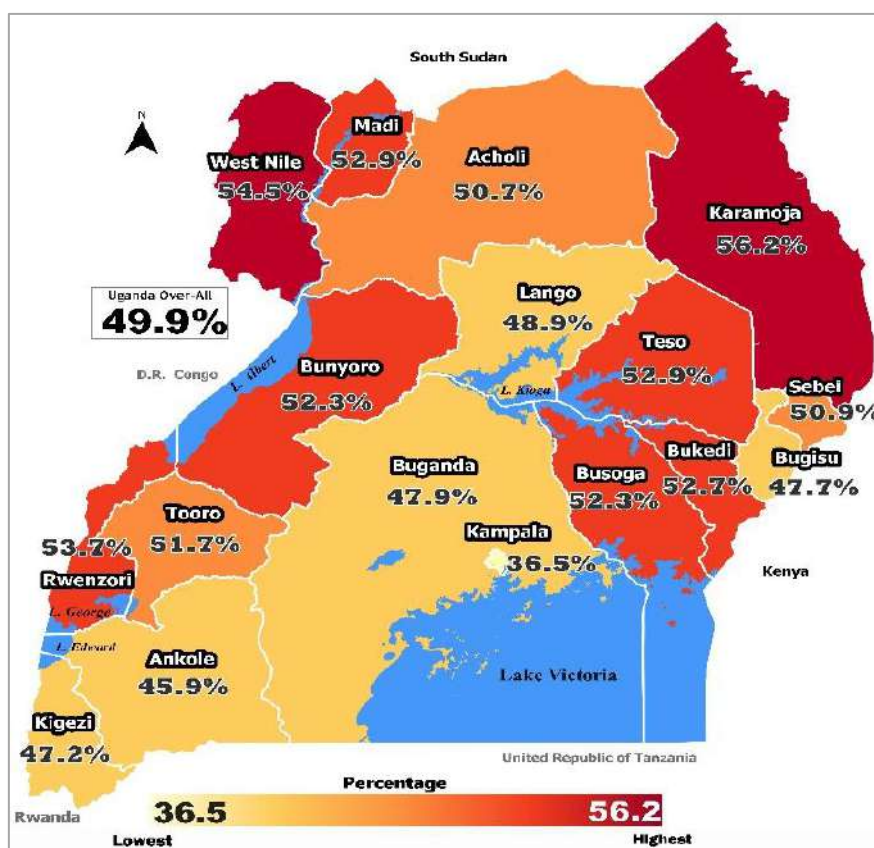 South Sudan
N
Madi
52.9%
West Nile
54.5%
Acholi
50.7%
Karamoja
56.2%
Uganda Over-All
49.9%
Lango
48.9%
D.R. Congo
L. Albert
Bunyoro
52.3%
Teso
52.9%
L. Kioga
Sebei
50.9%
Buganda
47.9%
Busoga
52.3%
Bukedi
52.7%
Bugisu
47.7%
Tooro
51.7%
Kampala
36.5%
53.7%
Rwenzori
Kenya
L. George
L. Edward
Ankole
45.9%
Lake Victoria
Kigezi
47.2%
United Republic of Tanzania
Percentage
36.5
56.2
Rwanda
Lowest
Highest